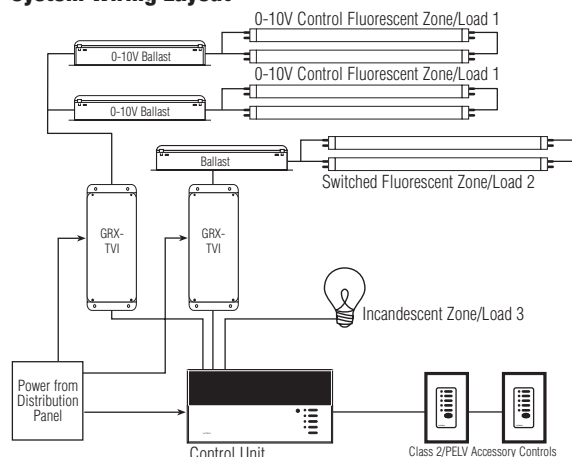 System Wiring Layout
0-10V Control Fluorescent Zone/Load 1
0-10V Ballast
0-10V Control Fluorescent Zone/Load 1
0-10V Ballast
Ballast
Switched Fluorescent Zone/Load 2
GRX-
TVI
GRX-
TVI
Incandescent Zone/Load 3
Power from
Distribution
Panel
Control Unit
Class 2/PELV Accessory Controls